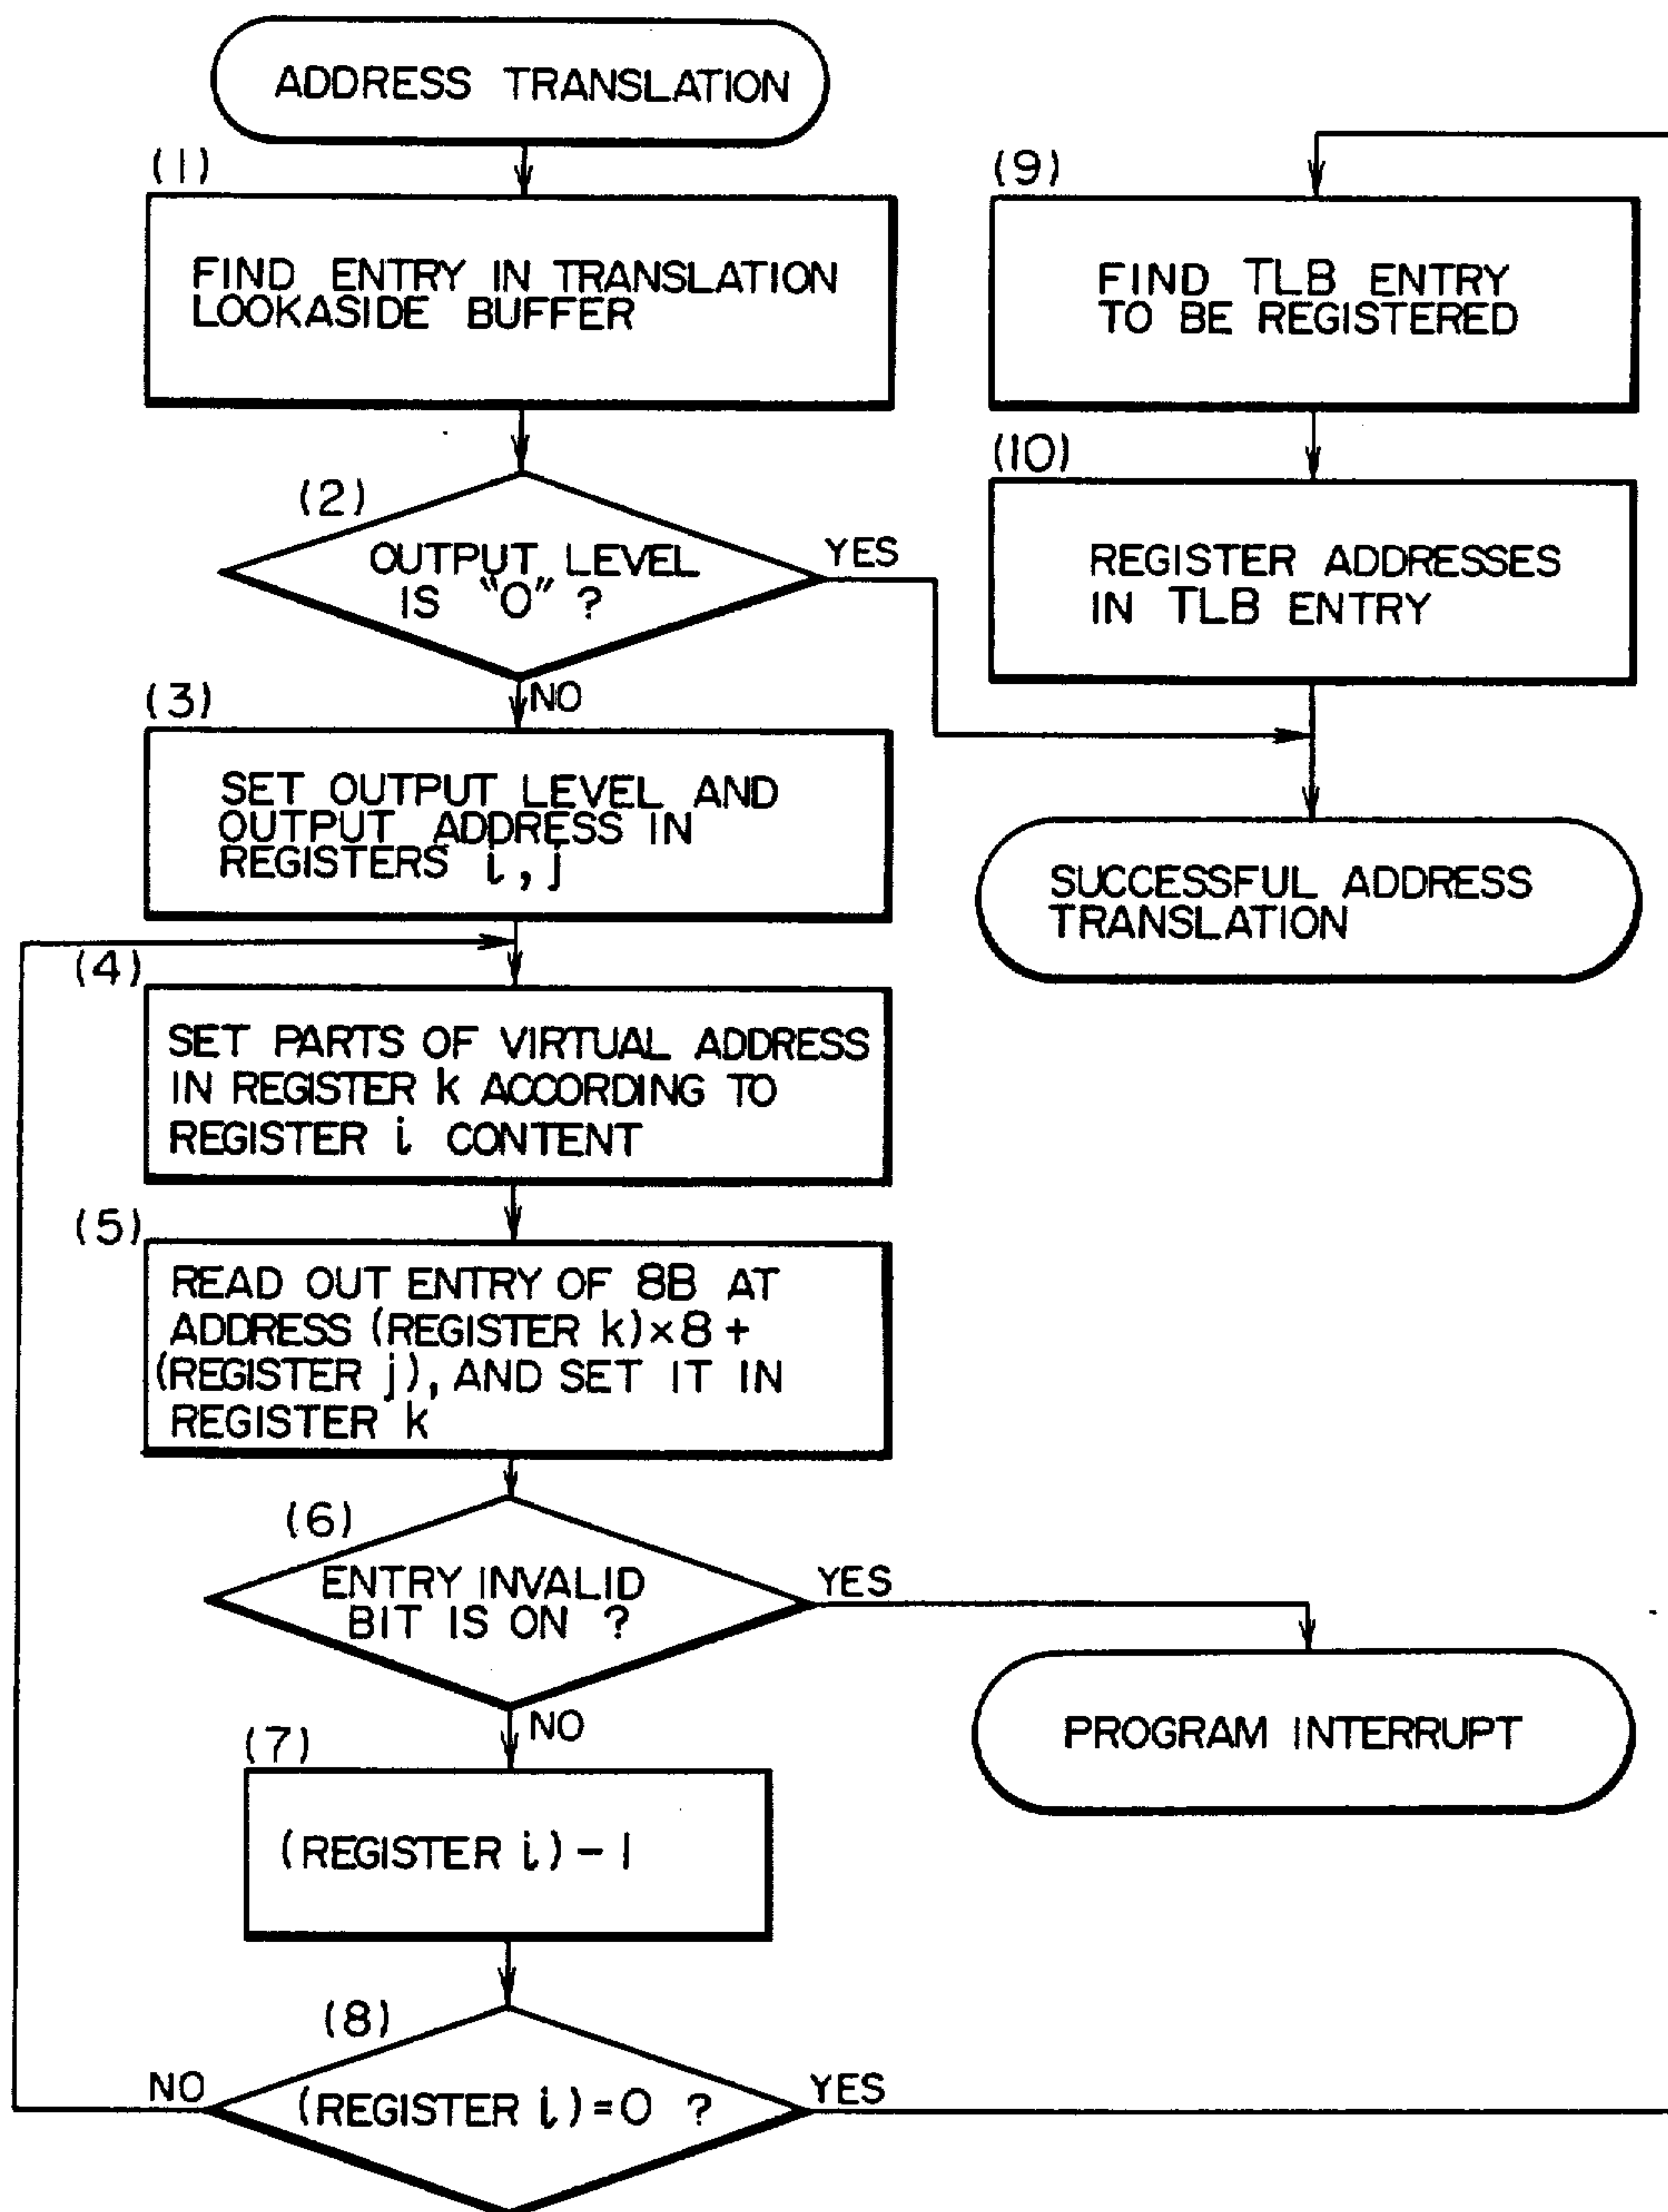 ADDRESS TRANSLATION
(1)
FIND ENTRY IN TRANSLATION
LOOKASIDE BUFFER
(2)
OUTPUT LEVEL
IS "0" ?
YES
NO
(3)
SET OUTPUT LEVEL AND
OUTPUT ADDRESS IN
REGISTERS i, j
(4)
SET PARTS OF VIRTUAL ADDRESS
IN REGISTER k ACCORDING TO
REGISTER i CONTENT
(5)
READ OUT ENTRY OF 8B AT
ADDRESS (REGISTER k)×8+
(REGISTER j), AND SET IT IN
REGISTER k
(6)
ENTRY INVALID
BIT IS ON ?
YES
NO
(7)
(REGISTER i)-1
(8)
NO
(REGISTER i)=0 ?
YES
(9)
FIND TLB ENTRY
TO BE REGISTERED
(10)
REGISTER ADDRESSES
IN TLB ENTRY
SUCCESSFUL ADDRESS
TRANSLATION
PROGRAM INTERRUPT